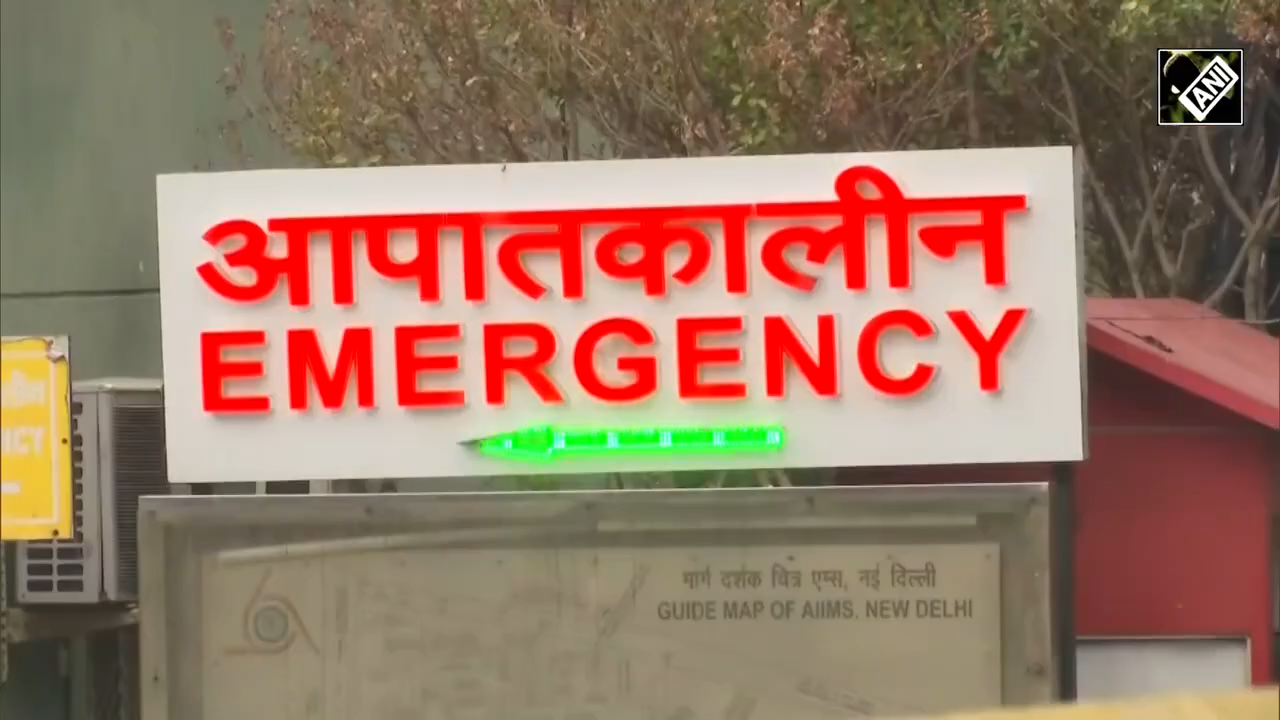 ANI
आपातकालीन
EMERGENCY
मार्ग दर्शक चित्र एम्स, नई दिल्ली
GUIDE MAP OF AIIMS, NEW DELHI